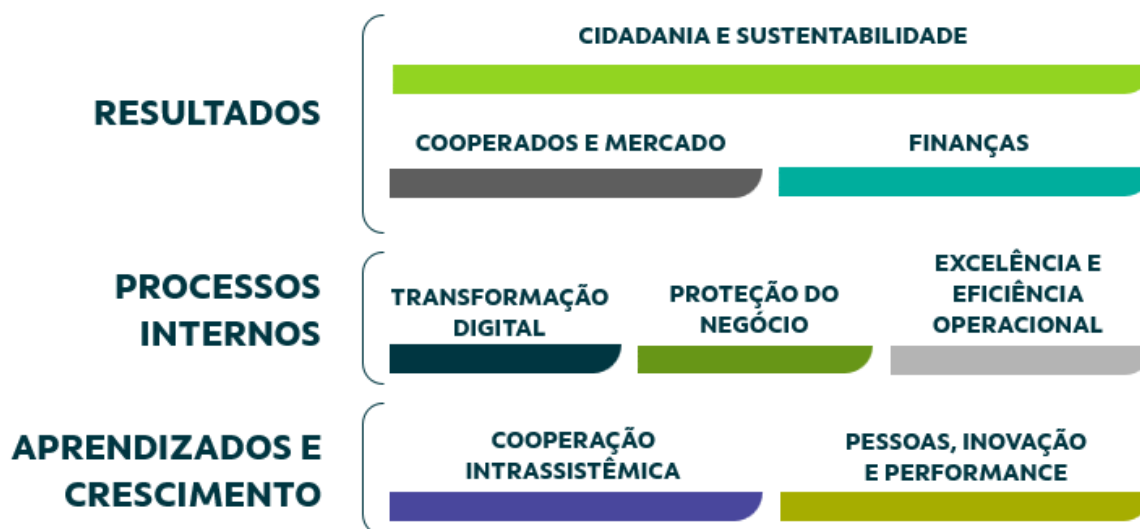 RESULTADOS
CIDADANIA E SUSTENTABILIDADE
COOPERADOS E MERCADO
FINANÇAS
PROCESSOS
INTERNOS
TRANSFORMAÇÃO
DIGITAL
PROTEÇÃO DO
NEGÓCIO
EXCELÊNCIA E
EFICIÊNCIA
OPERACIONAL
APRENDIZADOS E
CRESCIMENTO
COOPERAÇÃO
INTRASSISTÊMICA
PESSOAS, INOVAÇÃO
E PERFORMANCE